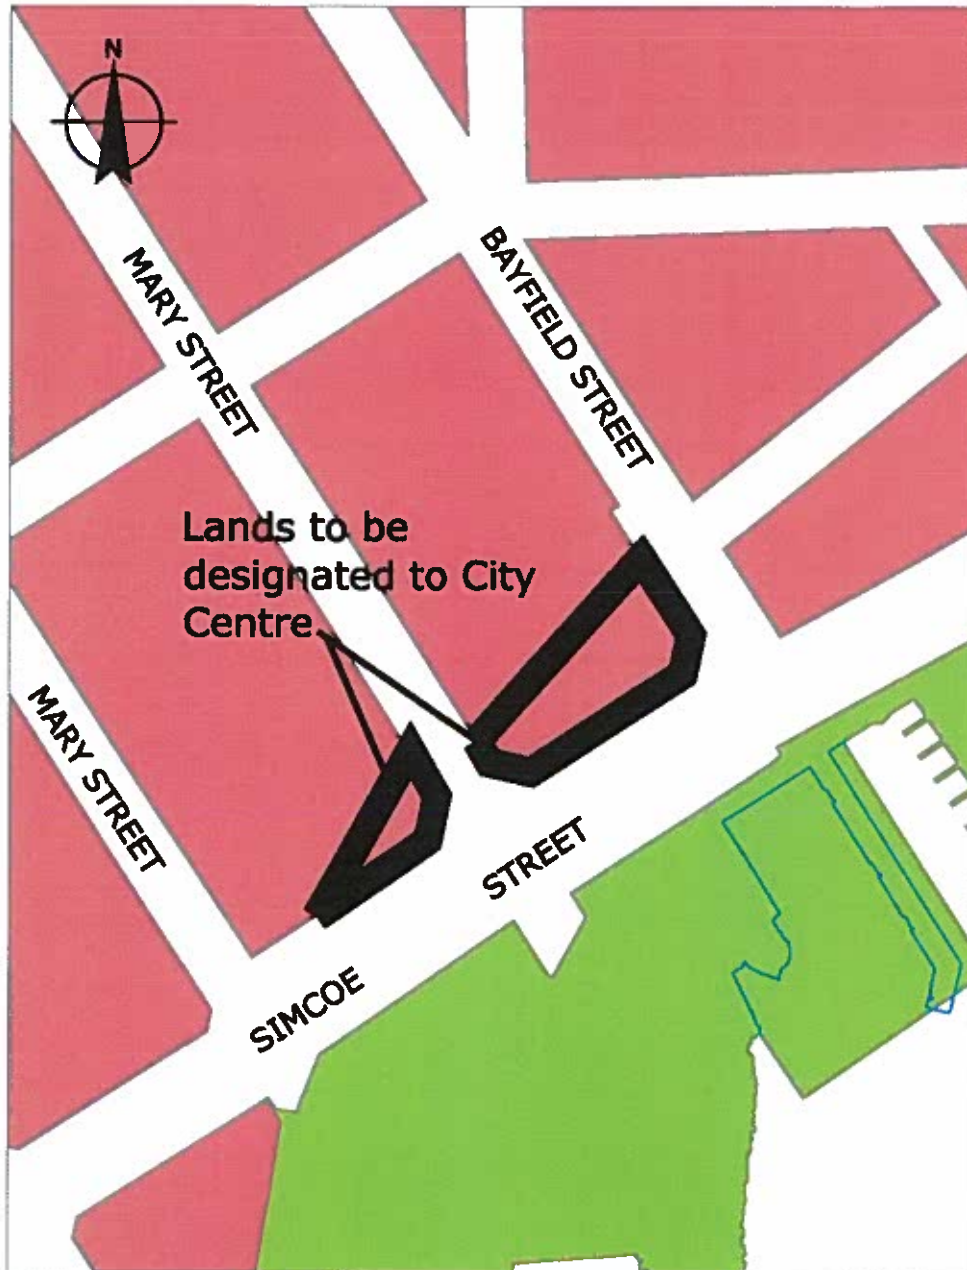 N
MARY STREET
BAYFIELD STREET
Lands to be
designated to City
Centre
MARY STREET
SIMCOE STREET